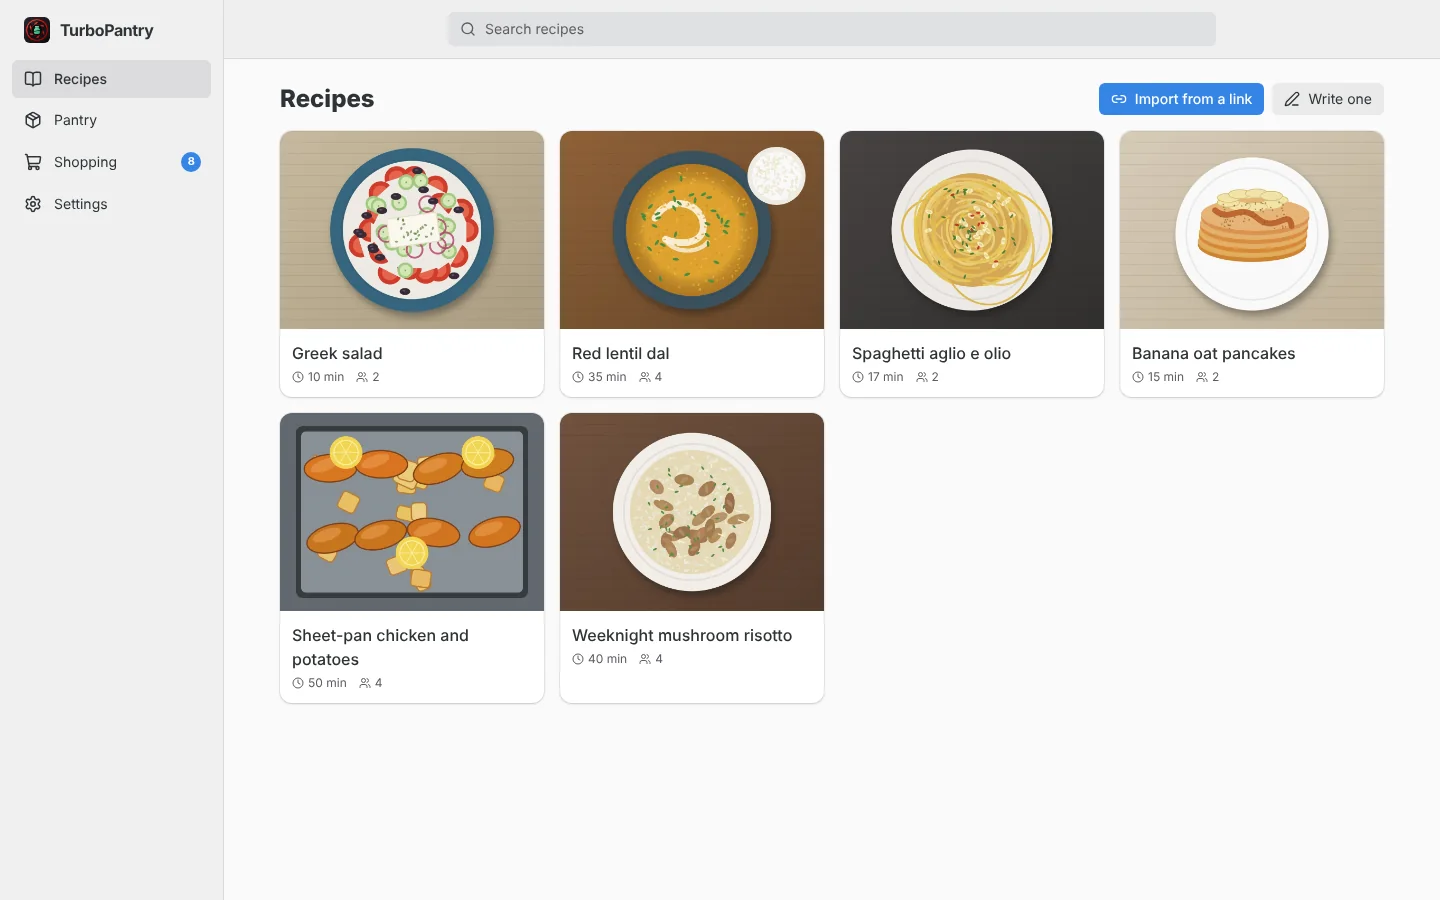 TurboPantry
Search recipes
Recipes
Pantry
Shopping 8
Settings
Recipes
Import from a link
Write one
Greek salad
10 min 2
Red lentil dal
35 min 4
Spaghetti aglio e olio
17 min 2
Banana oat pancakes
15 min 2
Sheet-pan chicken and
potatoes
50 min 4
Weeknight mushroom risotto
40 min 4